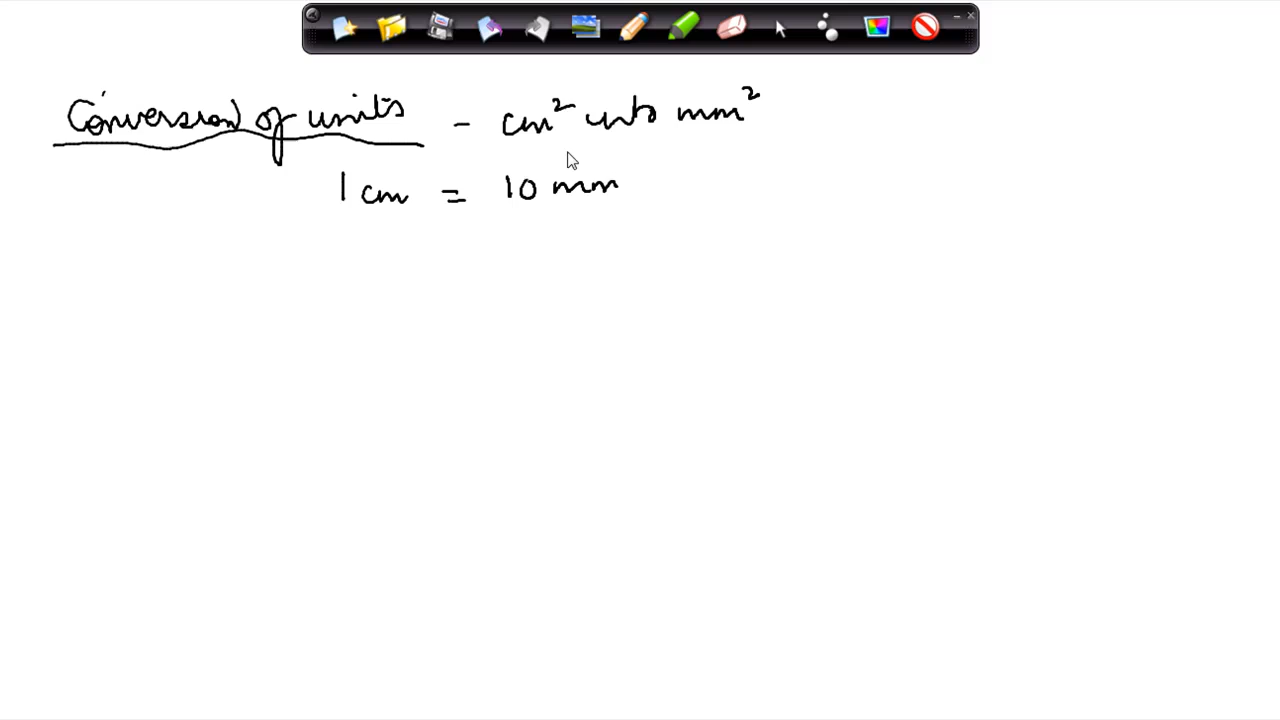 Conversion of units - cm² into mm²
1 cm = 10 mm